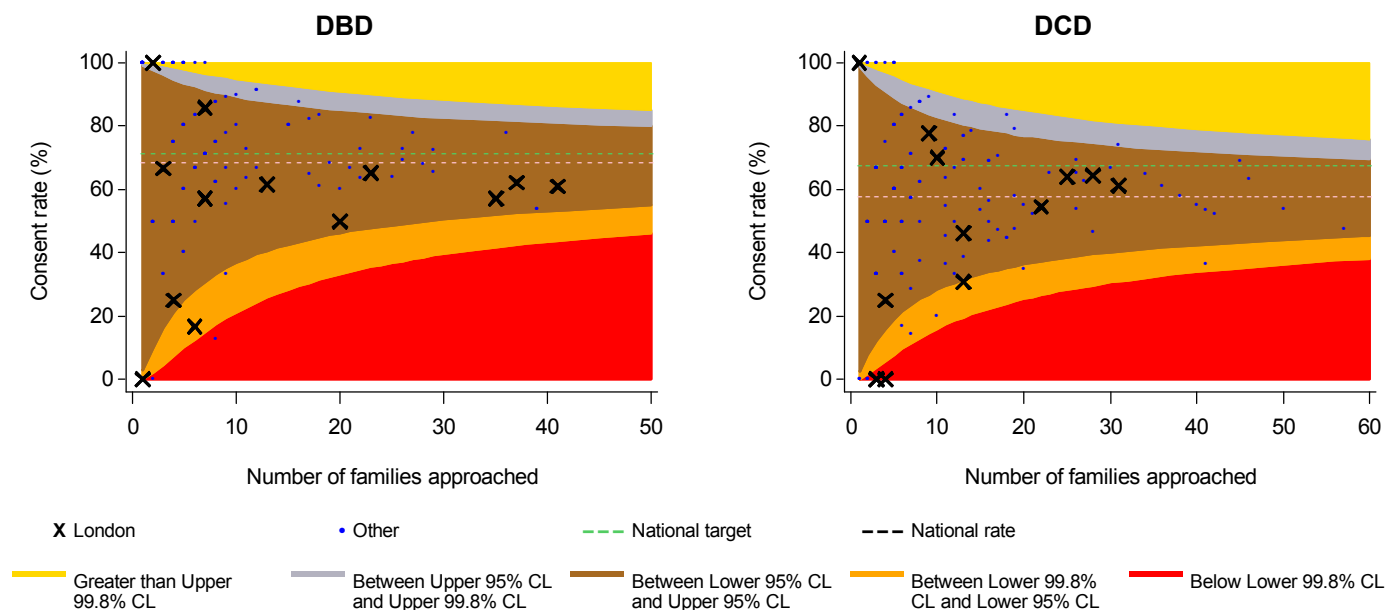 DBD
DCD
Consent rate (%)
100
80
60
40
20
0
0 10 20 30 40 50
Number of families approached
Consent rate (%)
100
80
60
40
20
0
0 10 20 30 40 50 60
Number of families approached
X London
Other
National target
National rate
Greater than Upper
99.8% CL
Between Upper 95% CL
and Upper 99.8% CL
Between Lower 95% CL
and Upper 95% CL
Between Lower 99.8%
CL and Lower 95% CL
Below Lower 99.8% CL